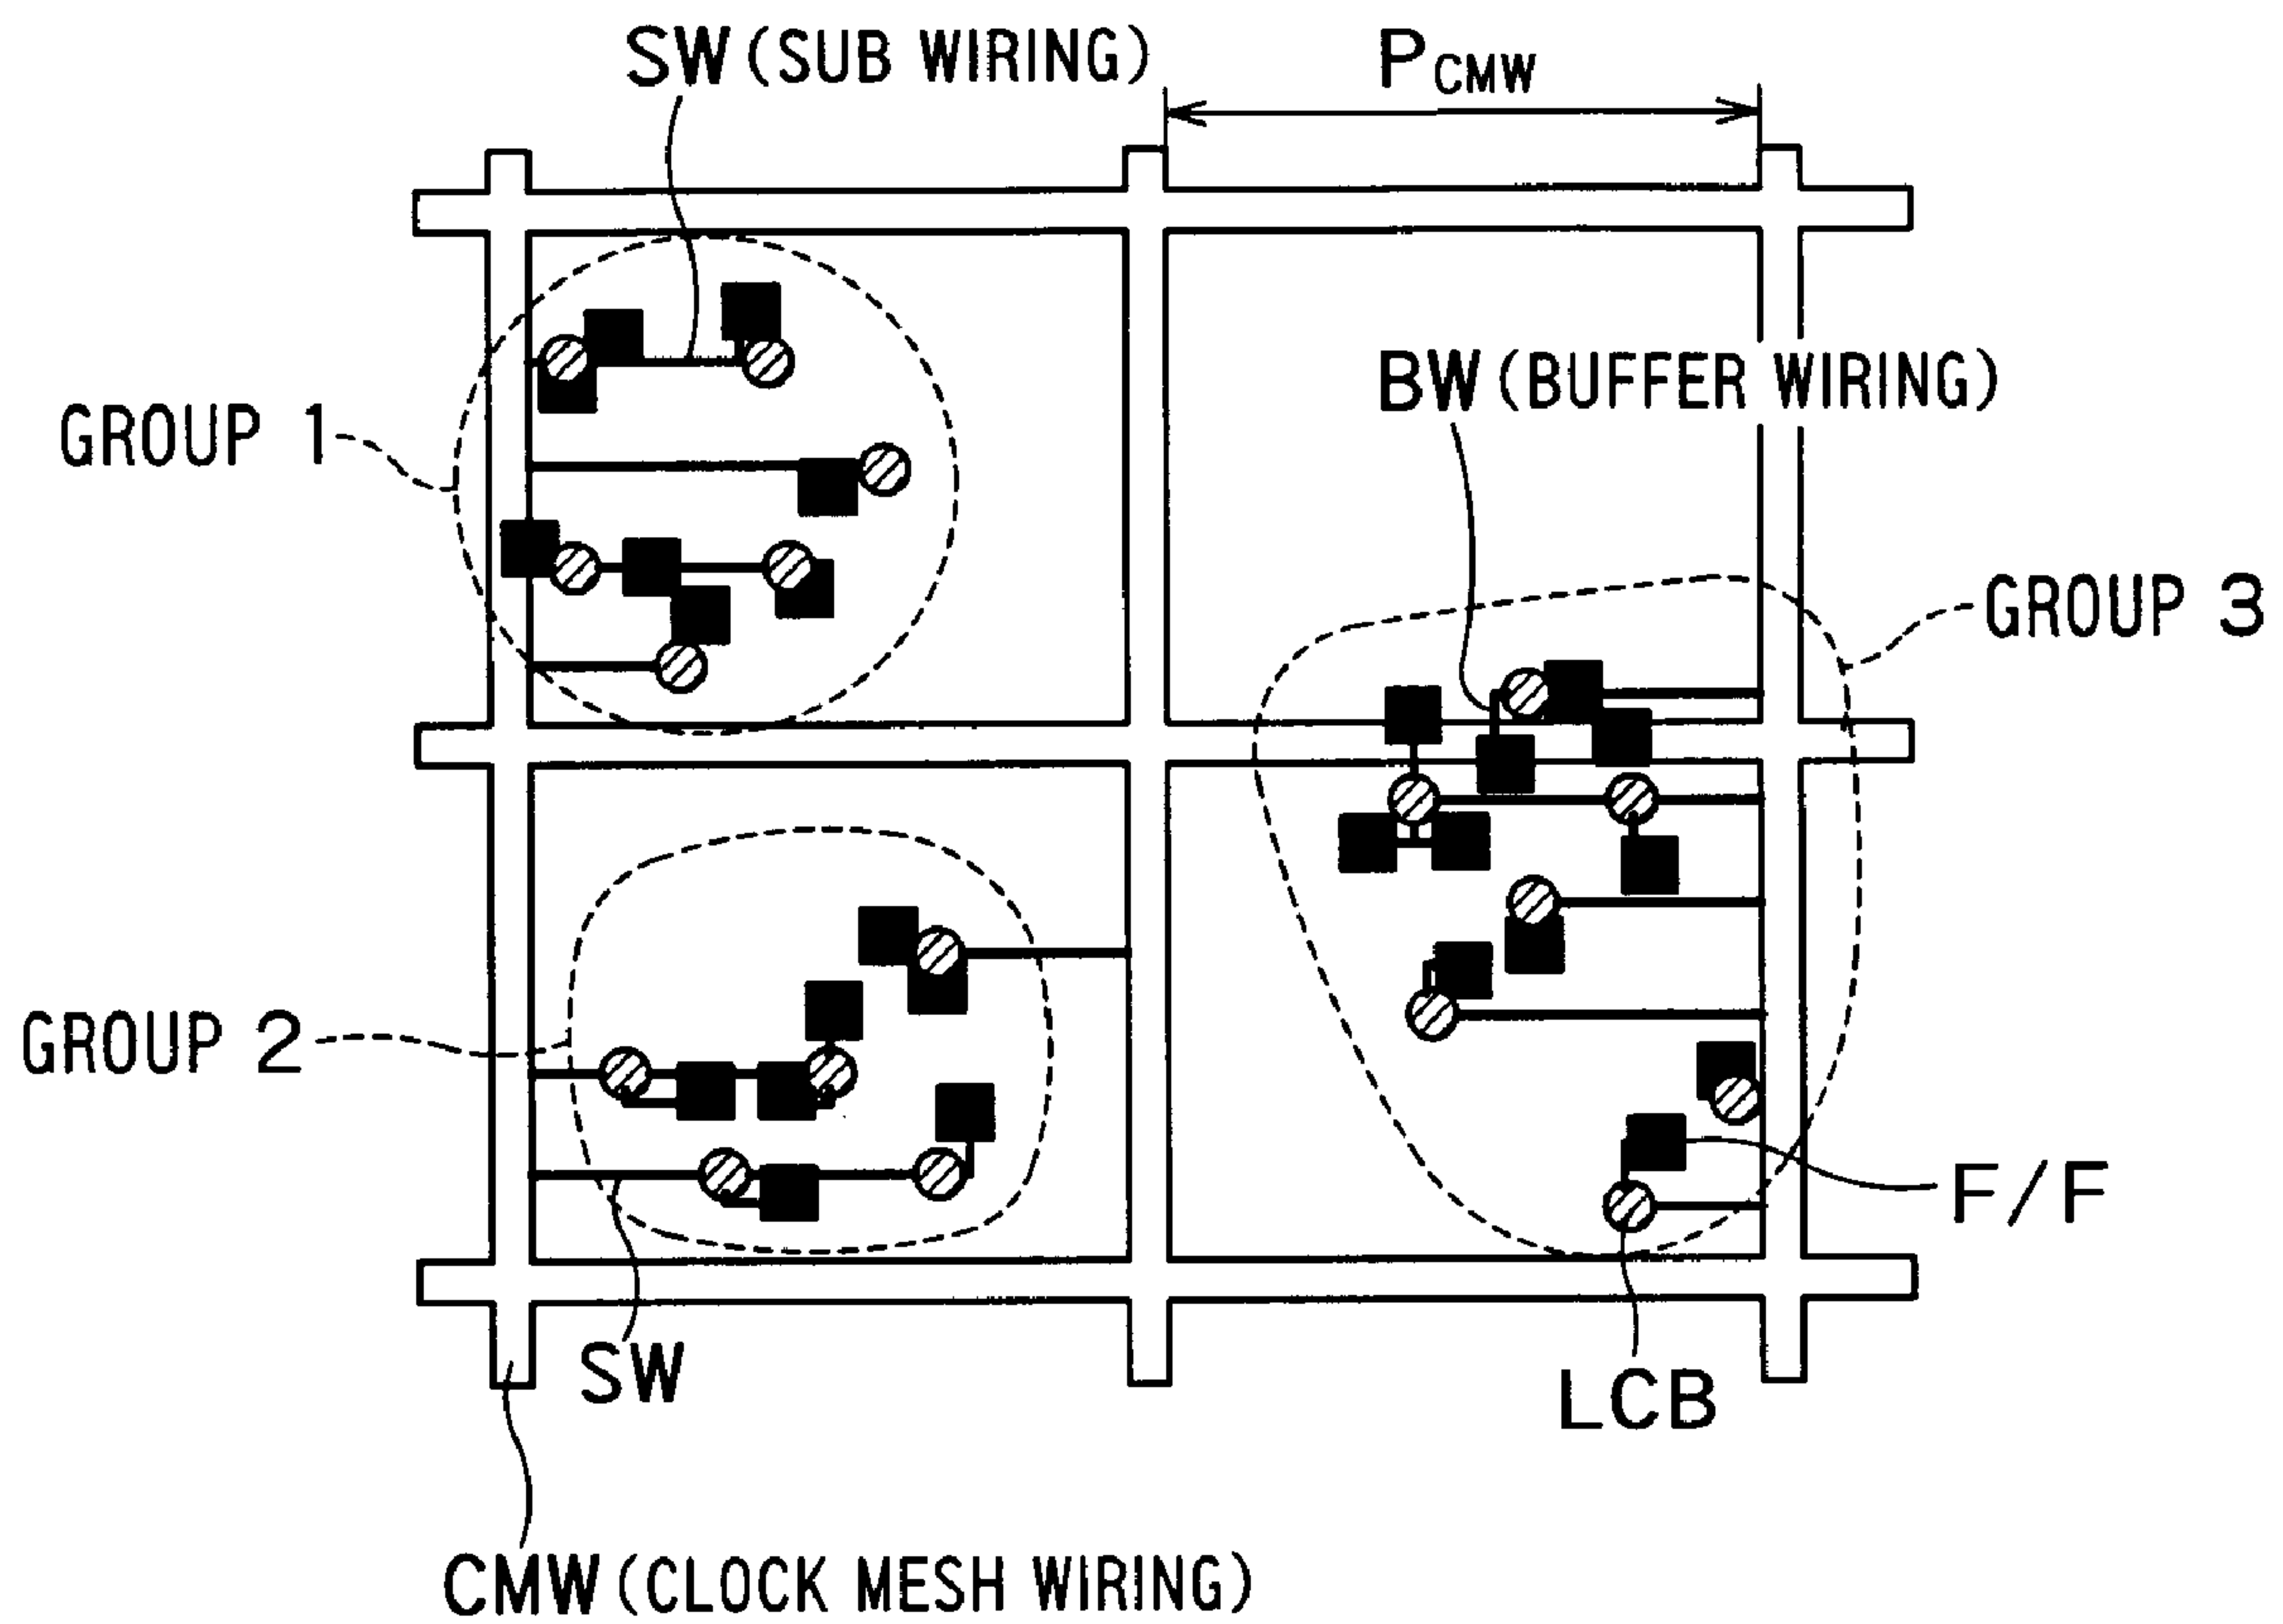 SW (SUB WIRING)
PCMW
BW (BUFFER WIRING)
GROUP 1
GROUP 3
GROUP 2
F/F
SW
LCB
CMW (CLOCK MESH WIRING)